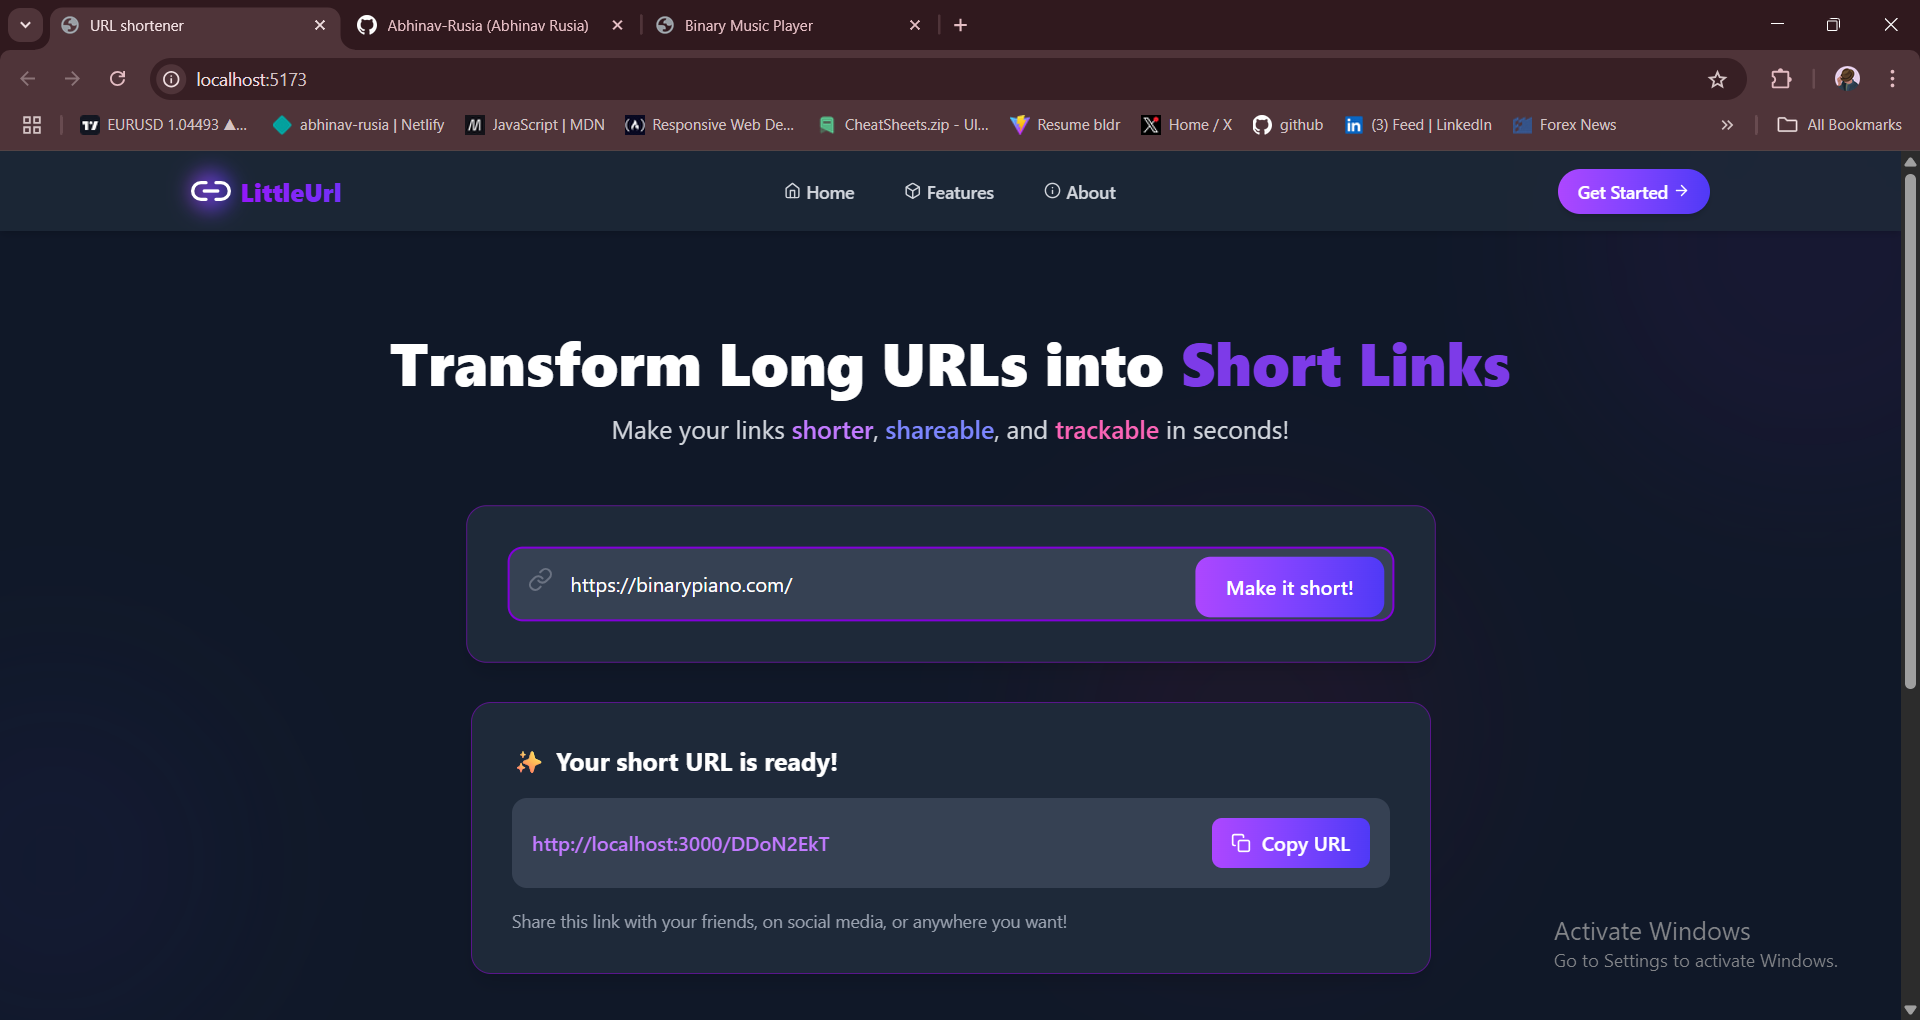 URL shortener
Abhinav-Rusia (Abhinav Rusia)
Binary Music Player
localhost:5173
EURUSD 1.04493 ▲...
abhinav-rusia | Netlify
JavaScript | MDN
Responsive Web De...
CheatSheets.zip - Ul...
Resume bldr
Home / X
github
(3) Feed | LinkedIn
Forex News
All Bookmarks
LittleUrl
Home
Features
About
Get Started
Transform Long URLs into Short Links
Make your links shorter, shareable, and trackable in seconds!
https://binarypiano.com/
Make it short!
Your short URL is ready!
http://localhost:3000/DDoN2EkT
Copy URL
Share this link with your friends, on social media, or anywhere you want!
Activate Windows
Go to Settings to activate Windows.